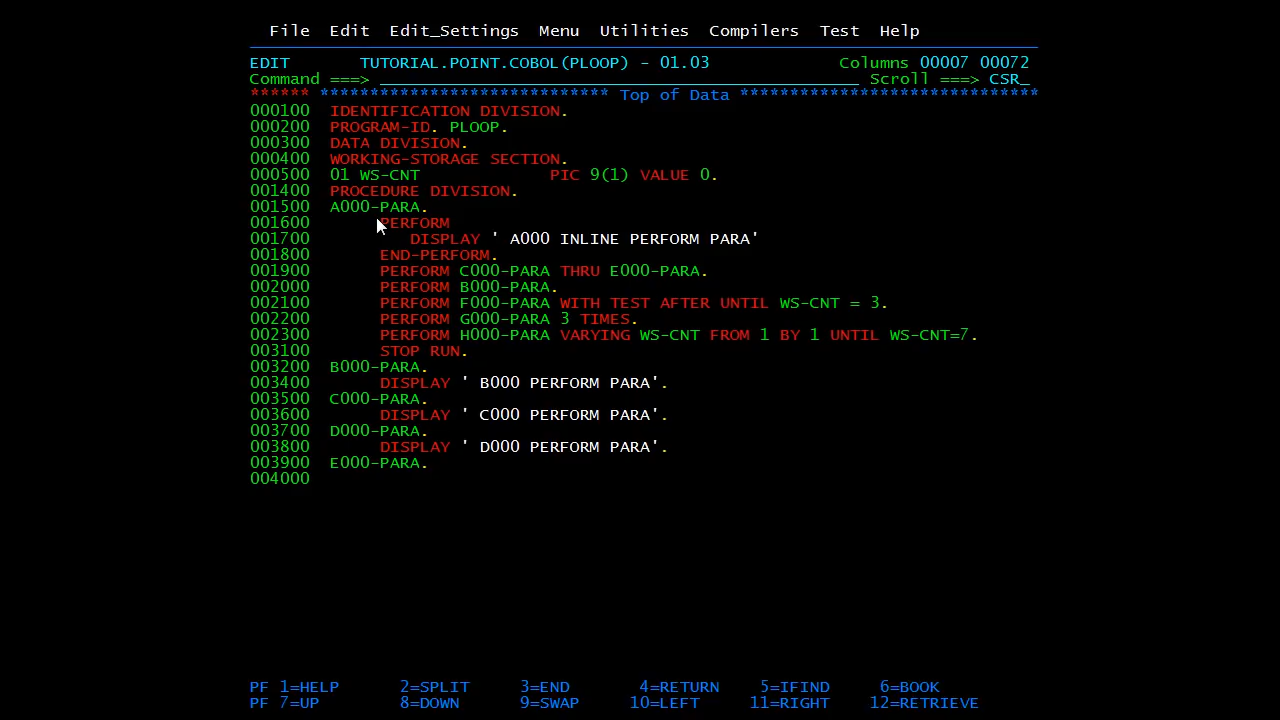 File Edit Edit_Settings Menu Utilities Compilers Test Help
EDIT TUTORIAL.POINT.COBOL(PLOOP) - 01.03 Columns 00007 00072
Command ===> Scroll ===> CSR_
****** ***************************** Top of Data ******************************
000100 IDENTIFICATION DIVISION.
000200 PROGRAM-ID. PLOOP.
000300 DATA DIVISION.
000400 WORKING-STORAGE SECTION.
000500 01 WS-CNT PIC 9(1) VALUE 0.
001400 PROCEDURE DIVISION.
001500 A000-PARA.
001600 PERFORM
001700 DISPLAY ' A000 INLINE PERFORM PARA'
001800 END-PERFORM.
001900 PERFORM C000-PARA THRU E000-PARA.
002000 PERFORM B000-PARA.
002100 PERFORM F000-PARA WITH TEST AFTER UNTIL WS-CNT = 3.
002200 PERFORM G000-PARA 3 TIMES.
002300 PERFORM H000-PARA VARYING WS-CNT FROM 1 BY 1 UNTIL WS-CNT=7.
003100 STOP RUN.
003200 B000-PARA.
003400 DISPLAY ' B000 PERFORM PARA'.
003500 C000-PARA.
003600 DISPLAY ' C000 PERFORM PARA'.
003700 D000-PARA.
003800 DISPLAY ' D000 PERFORM PARA'.
003900 E000-PARA.
004000
PF 1=HELP 2=SPLIT 3=END 4=RETURN 5=IFIND 6=BOOK
PF 7=UP 8=DOWN 9=SWAP 10=LEFT 11=RIGHT 12=RETRIEVE